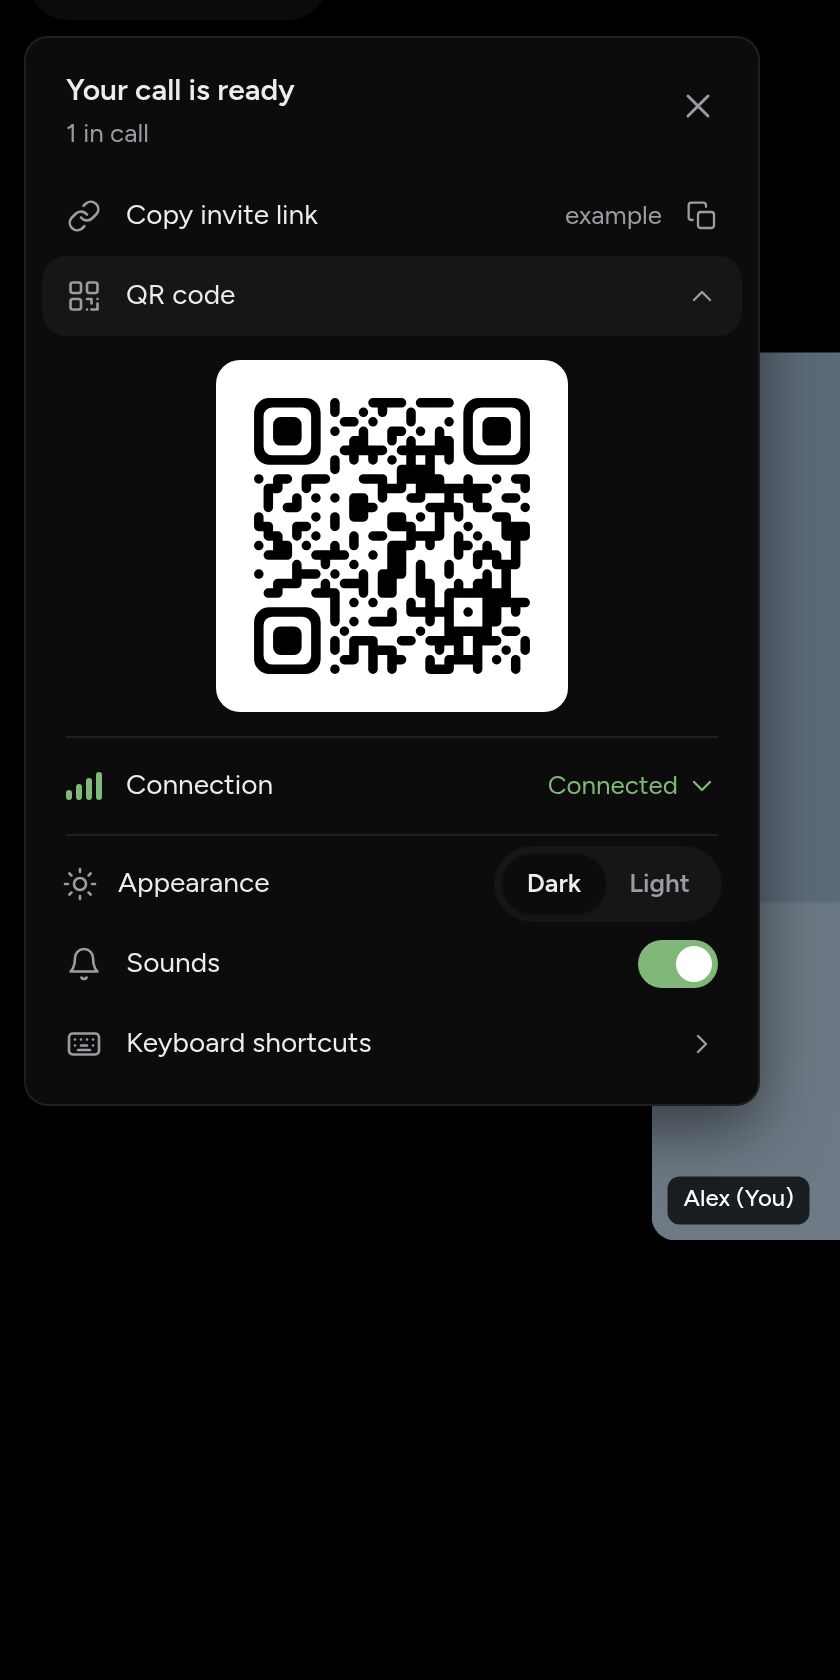 Your call is ready
1 in call
Copy invite link example
QR code
Connection Connected
Appearance Dark Light
Sounds
Keyboard shortcuts
Alex (You)